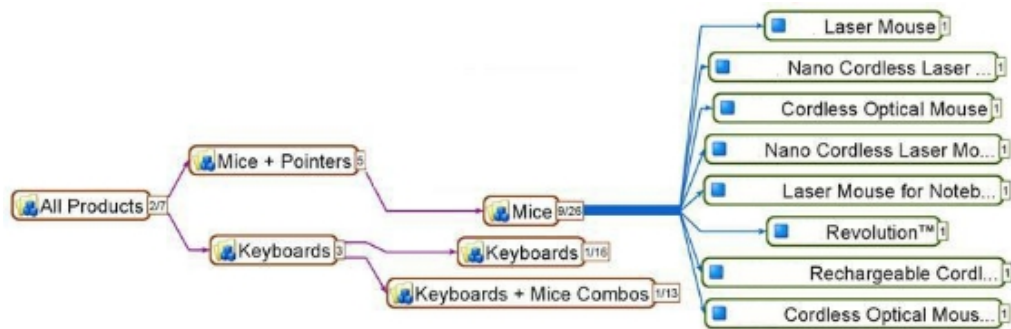 All Products 2/7
Mice + Pointers 5
Keyboards 3
Mice 9/26
Keyboards 1/16
Keyboards + Mice Combos 1/13
Laser Mouse 1
Nano Cordless Laser ... 1
Cordless Optical Mouse 1
Nano Cordless Laser Mo... 1
Laser Mouse for Noteb... 1
Revolution™ 1
Rechargeable Cordl... 1
Cordless Optical Mous... 1